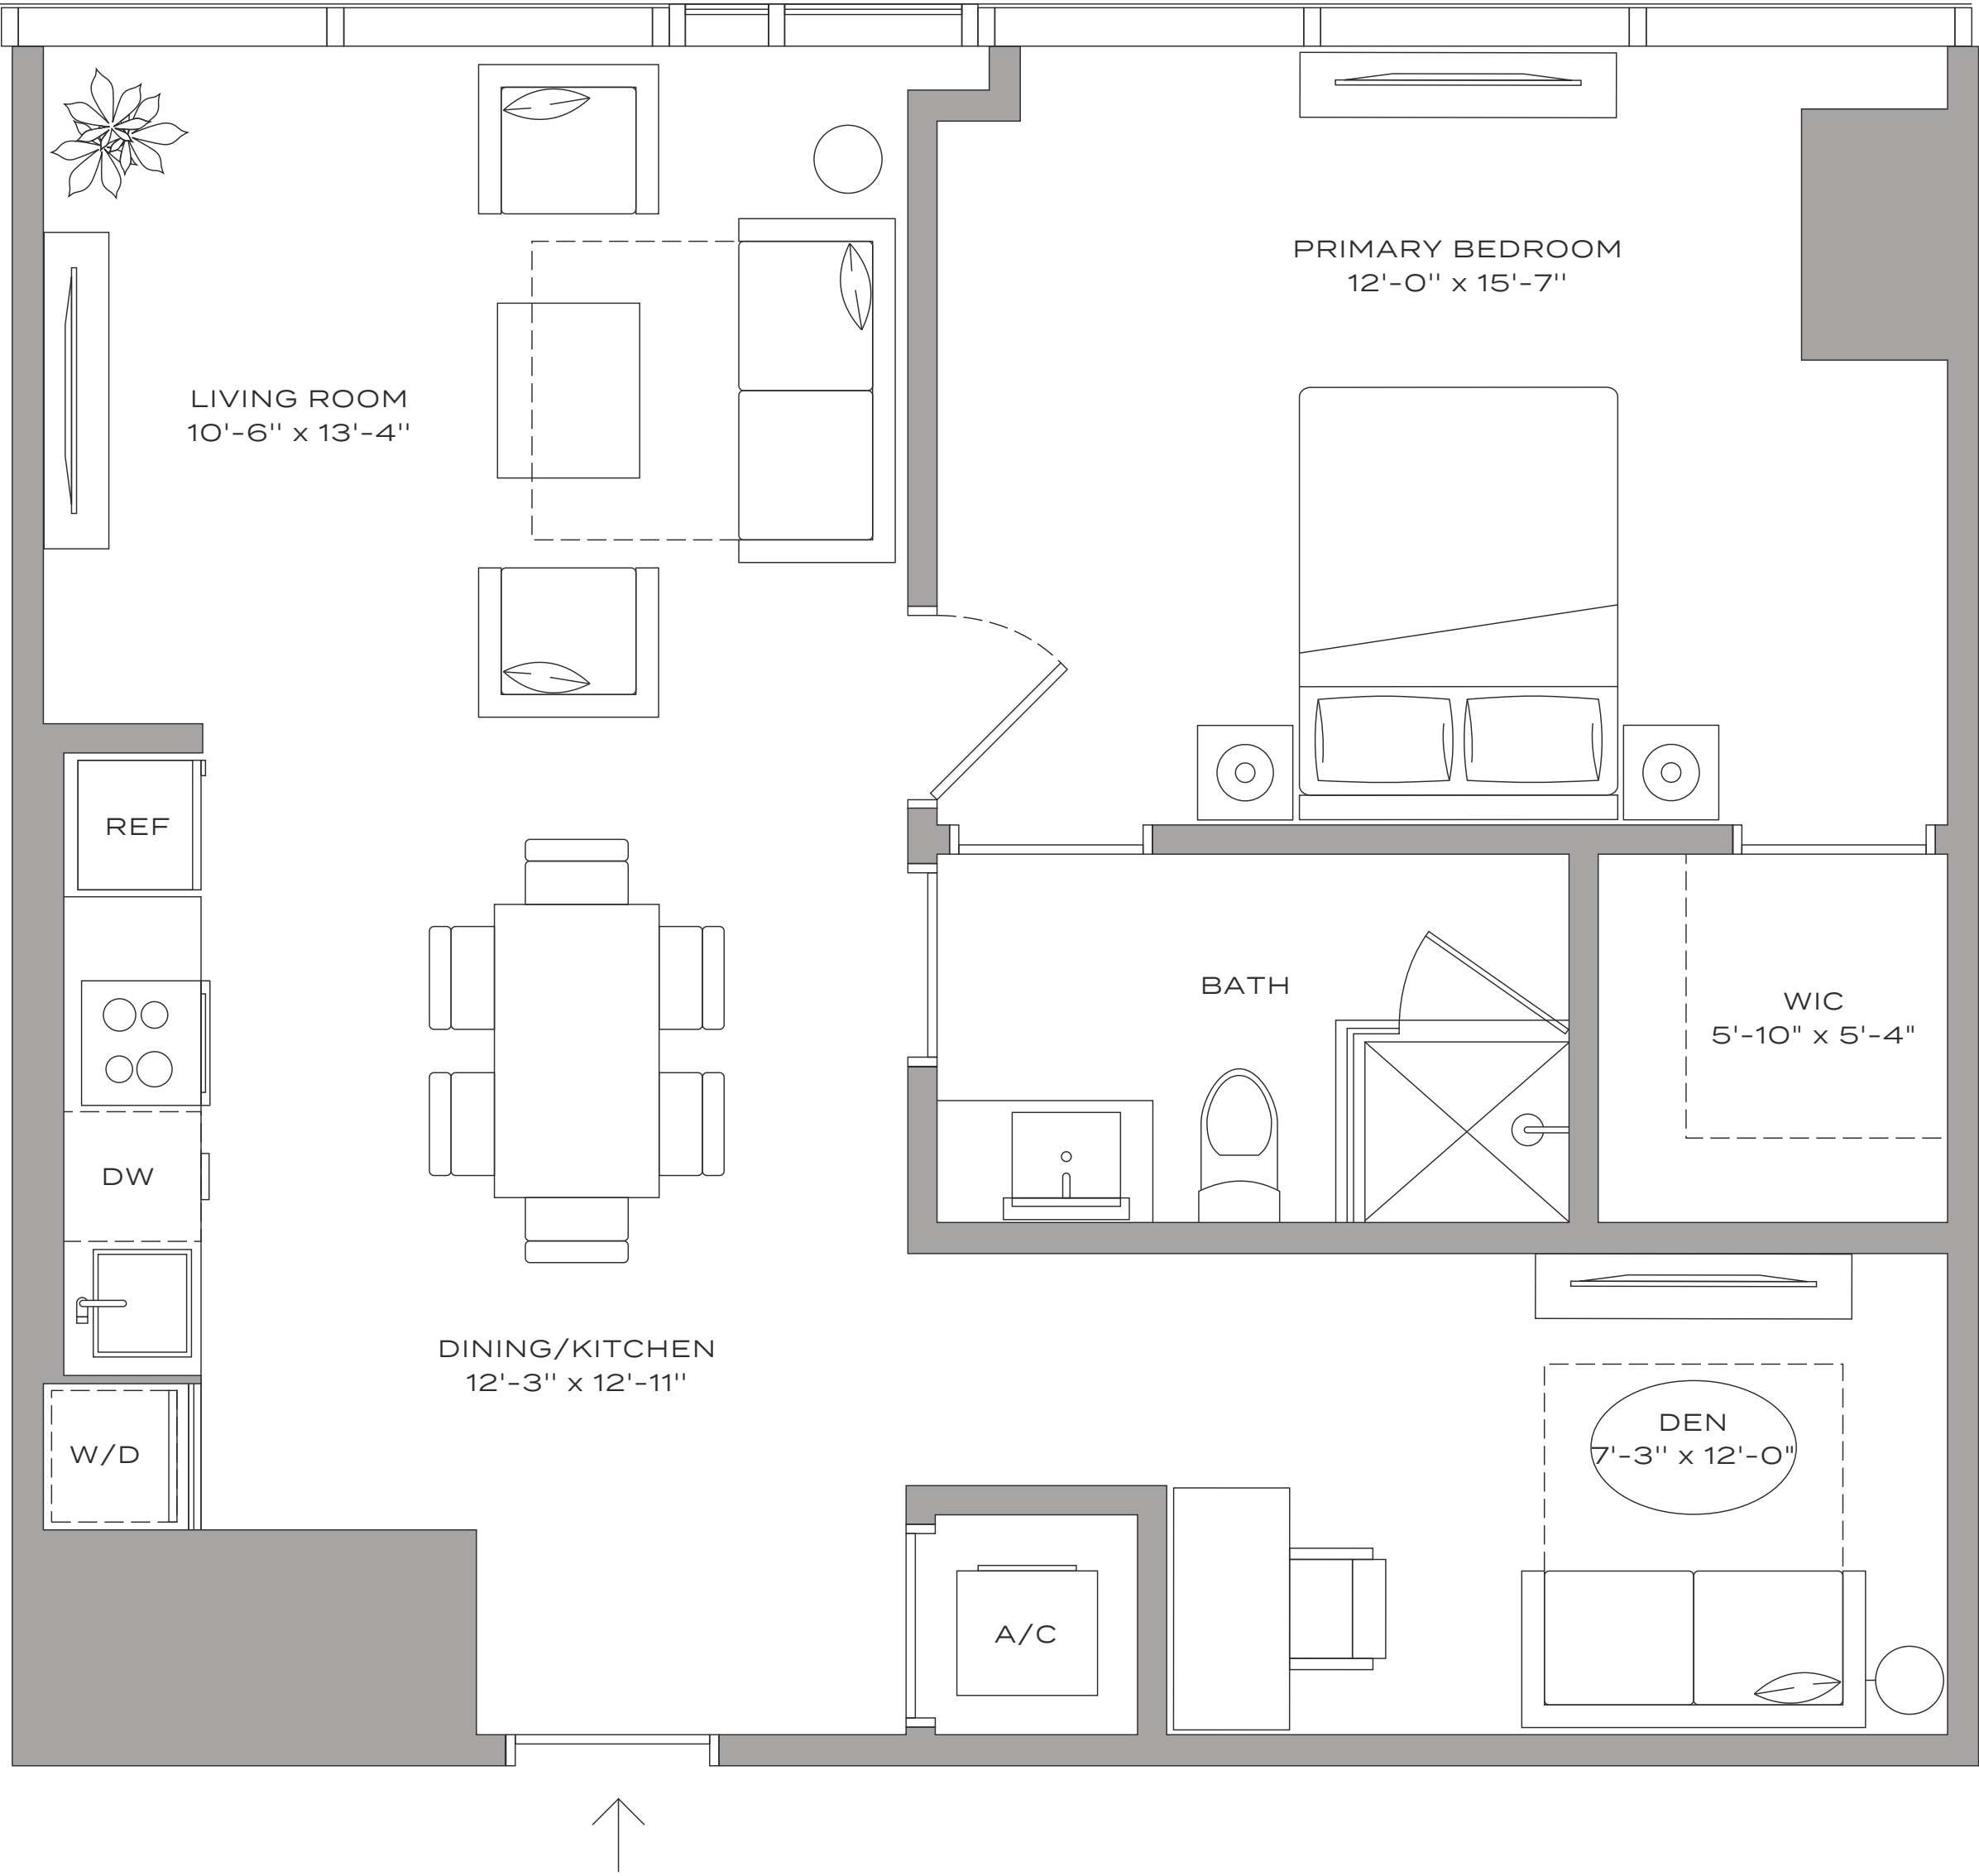 PRIMARY BEDROOM
12'-0'' x 15'-7''
LIVING ROOM
10'-6'' x 13'-4''
REF
BATH
WIC
5'-10" x 5'-4"
DW
DINING/KITCHEN
12'-3'' x 12'-11''
DEN
7'-3'' x 12'-0"
W/D
A/C